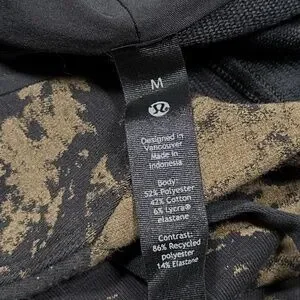 M
Designed in
Vancouver
Made in
Indonesia
Body:
52% Polyester
42% Cotton
6% Lycra®
elastane
Contrast:
86% Recycled
polyester
14% Elastane